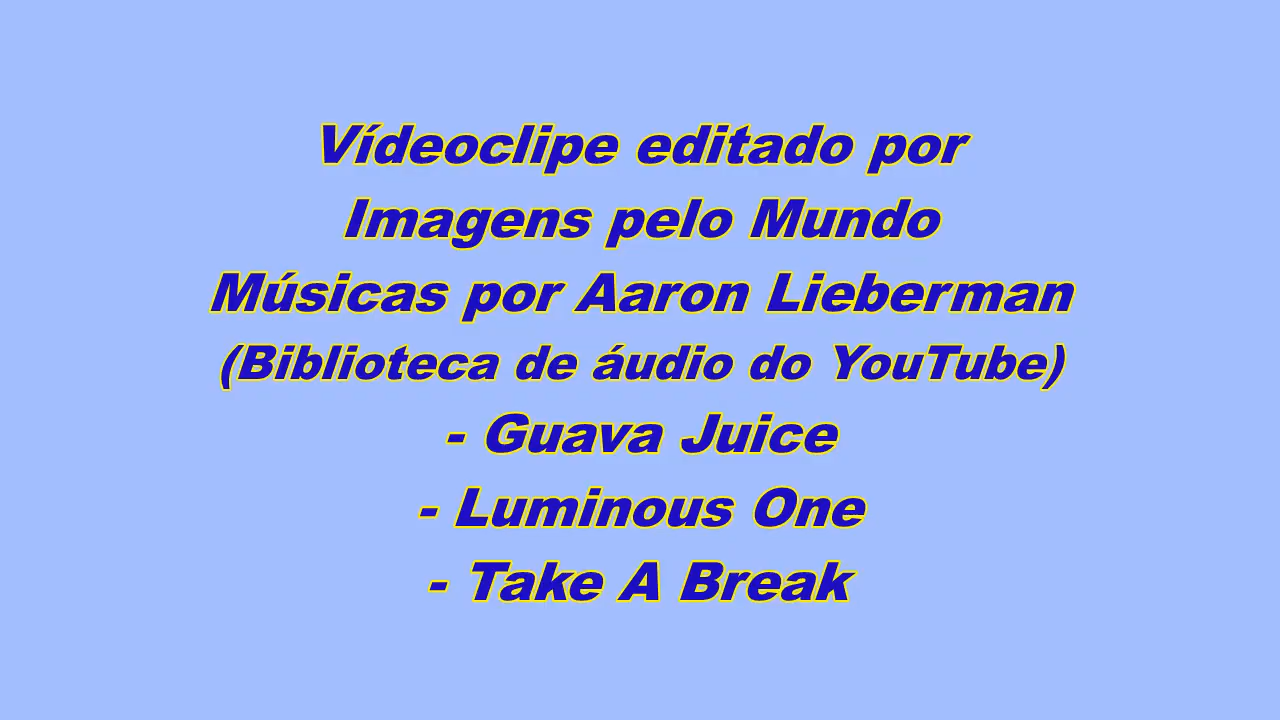 Vídeoclipe editado por
Imagens pelo Mundo
Músicas por Aaron Lieberman
(Biblioteca de áudio do YouTube)
- Guava Juice
- Luminous One
- Take A Break